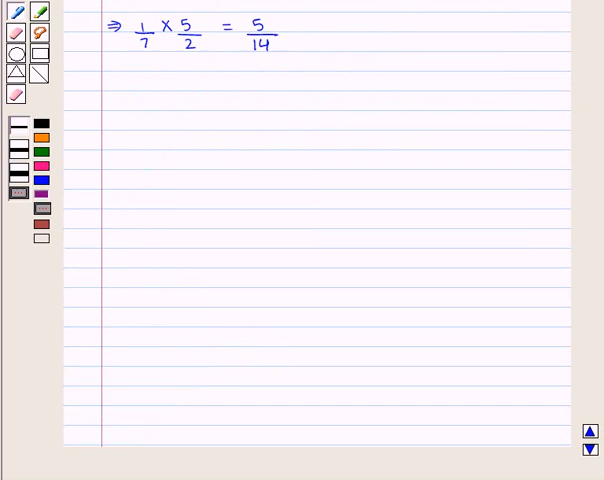 ⇒ 1/7 × 5/2 = 5/14